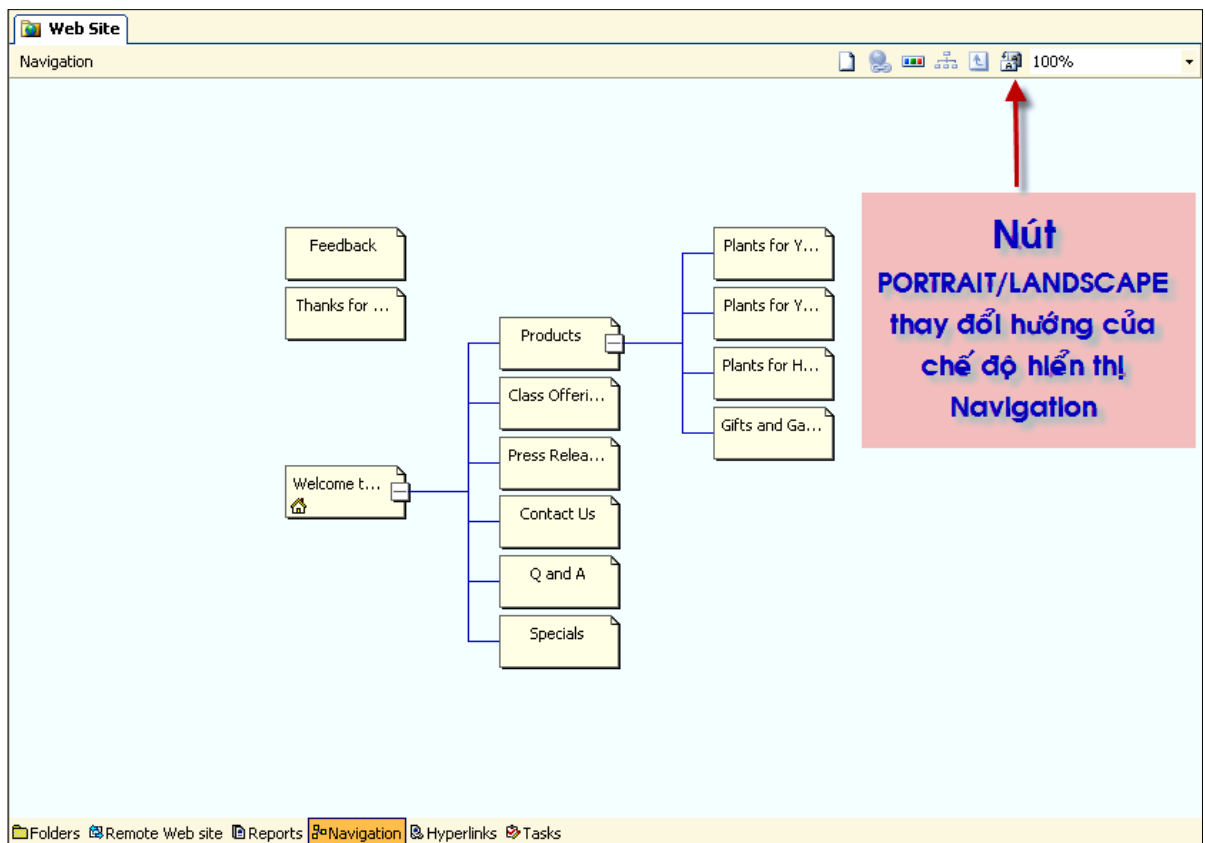 Web Site
Navigation
100%
Nút
PORTRAIT/LANDSCAPE
thay đổi hướng của
chế độ hiển thị
Navigation
Feedback
Thanks for ...
Welcome t...
Products
Class Offeri...
Press Relea...
Contact Us
Q and A
Specials
Plants for Y...
Plants for Y...
Plants for H...
Gifts and Ga...
Folders Remote Web site Reports Navigation Hyperlinks Tasks